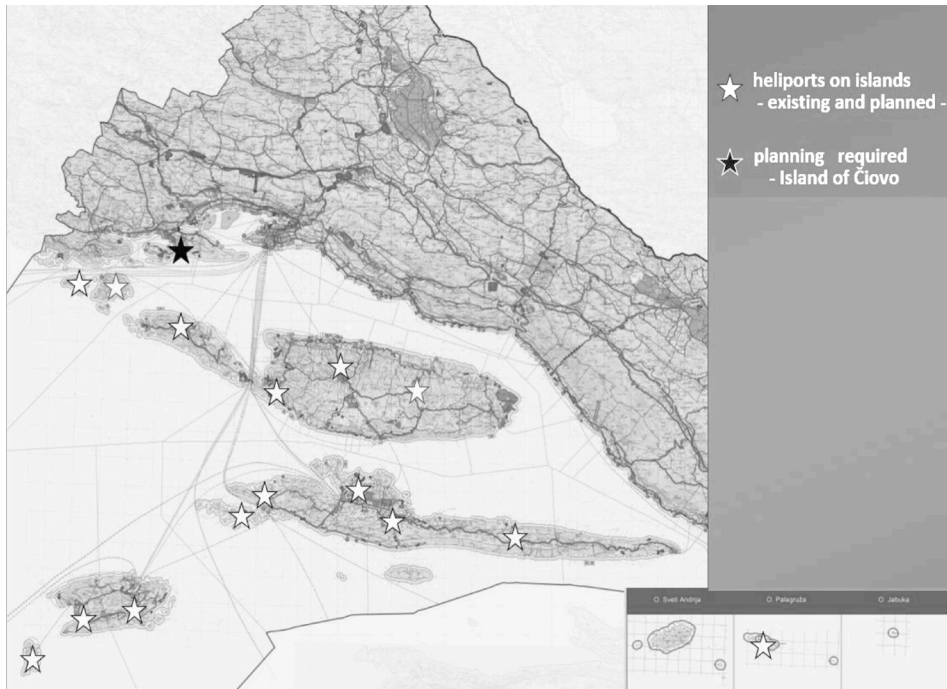 heliports on islands
- existing and planned -
planning required
- Island of Čiovo
O. Sveti Andrija
O. Palagruža
O. Jabuka